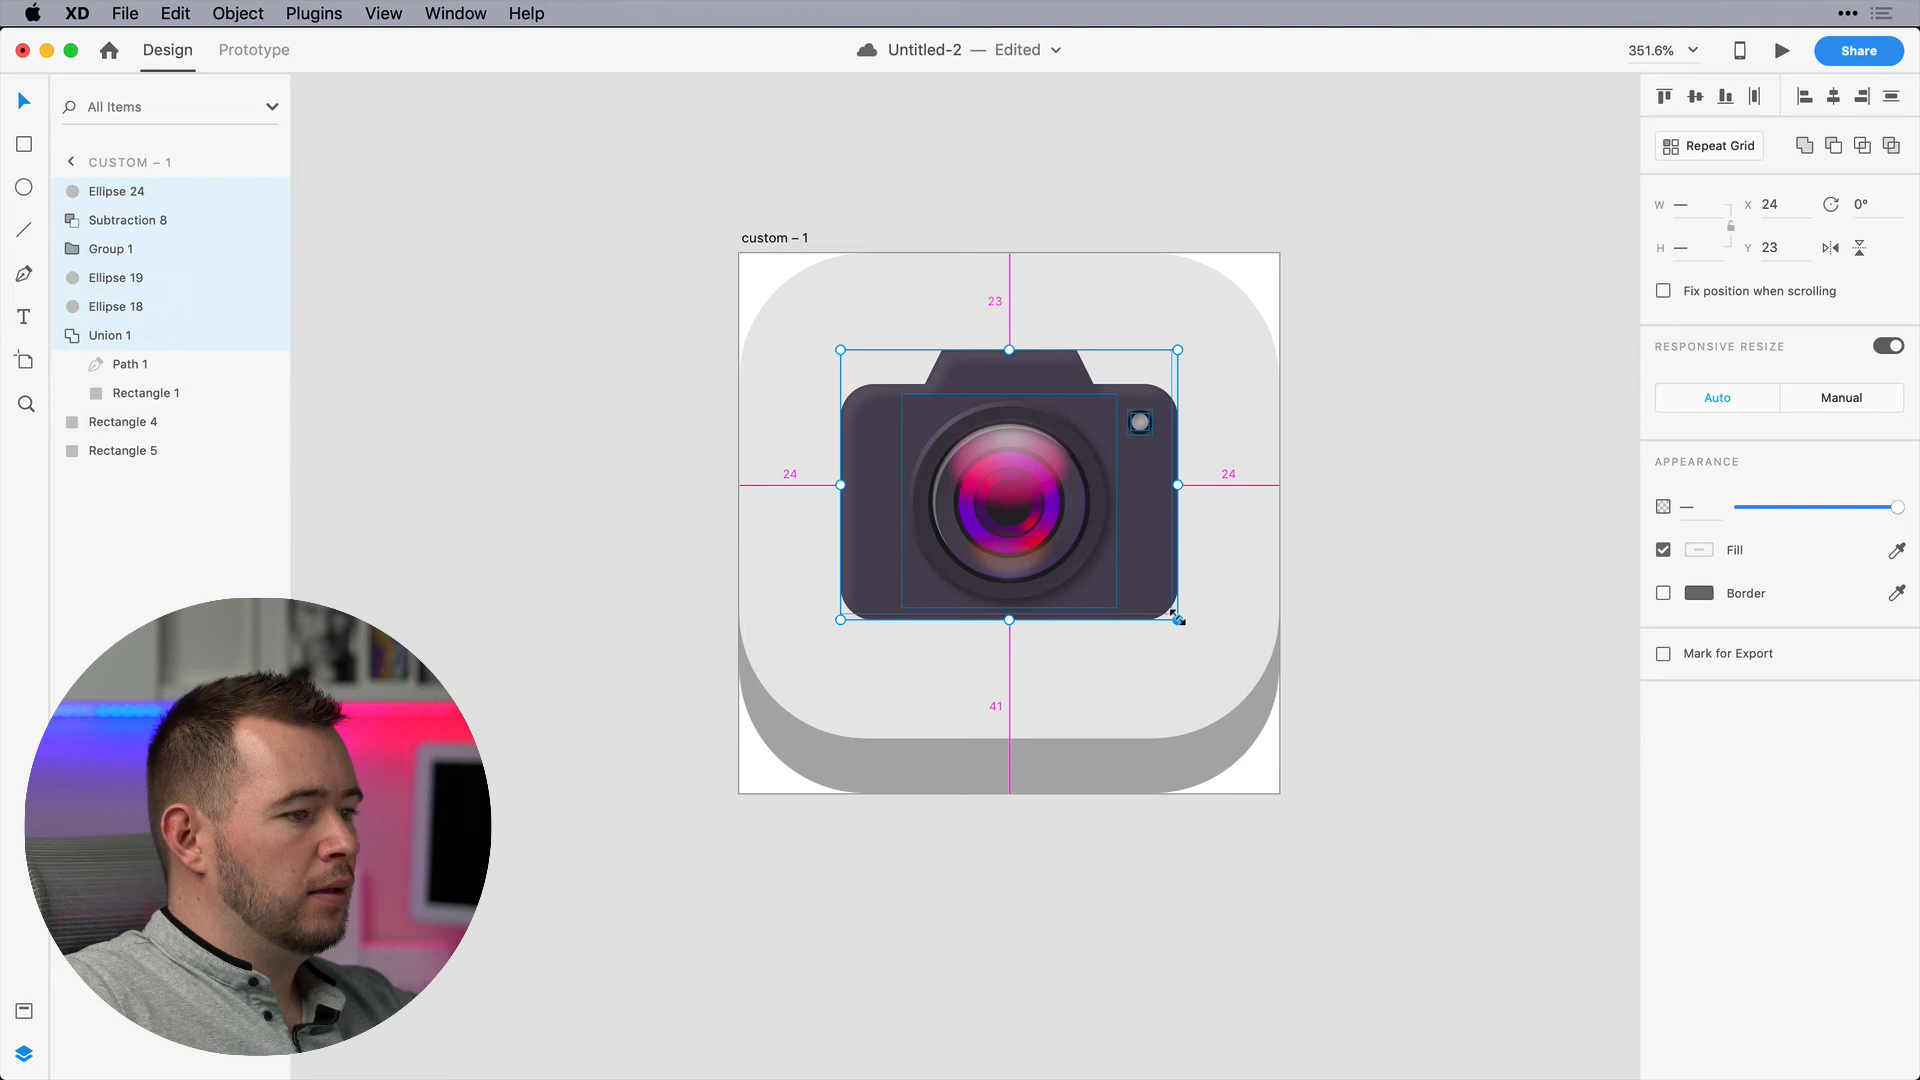 XD File Edit Object Plugins View Window Help
Design Prototype
Untitled-2 — Edited
351.6%
Share
All Items
CUSTOM – 1
Ellipse 24
Subtraction 8
Group 1
Ellipse 19
Ellipse 18
Union 1
Path 1
Rectangle 1
Rectangle 4
Rectangle 5
custom – 1
23
24
24
41
Repeat Grid
W — X 24 0°
H — Y 23
Fix position when scrolling
RESPONSIVE RESIZE
Auto Manual
APPEARANCE
—
Fill
Border
Mark for Export